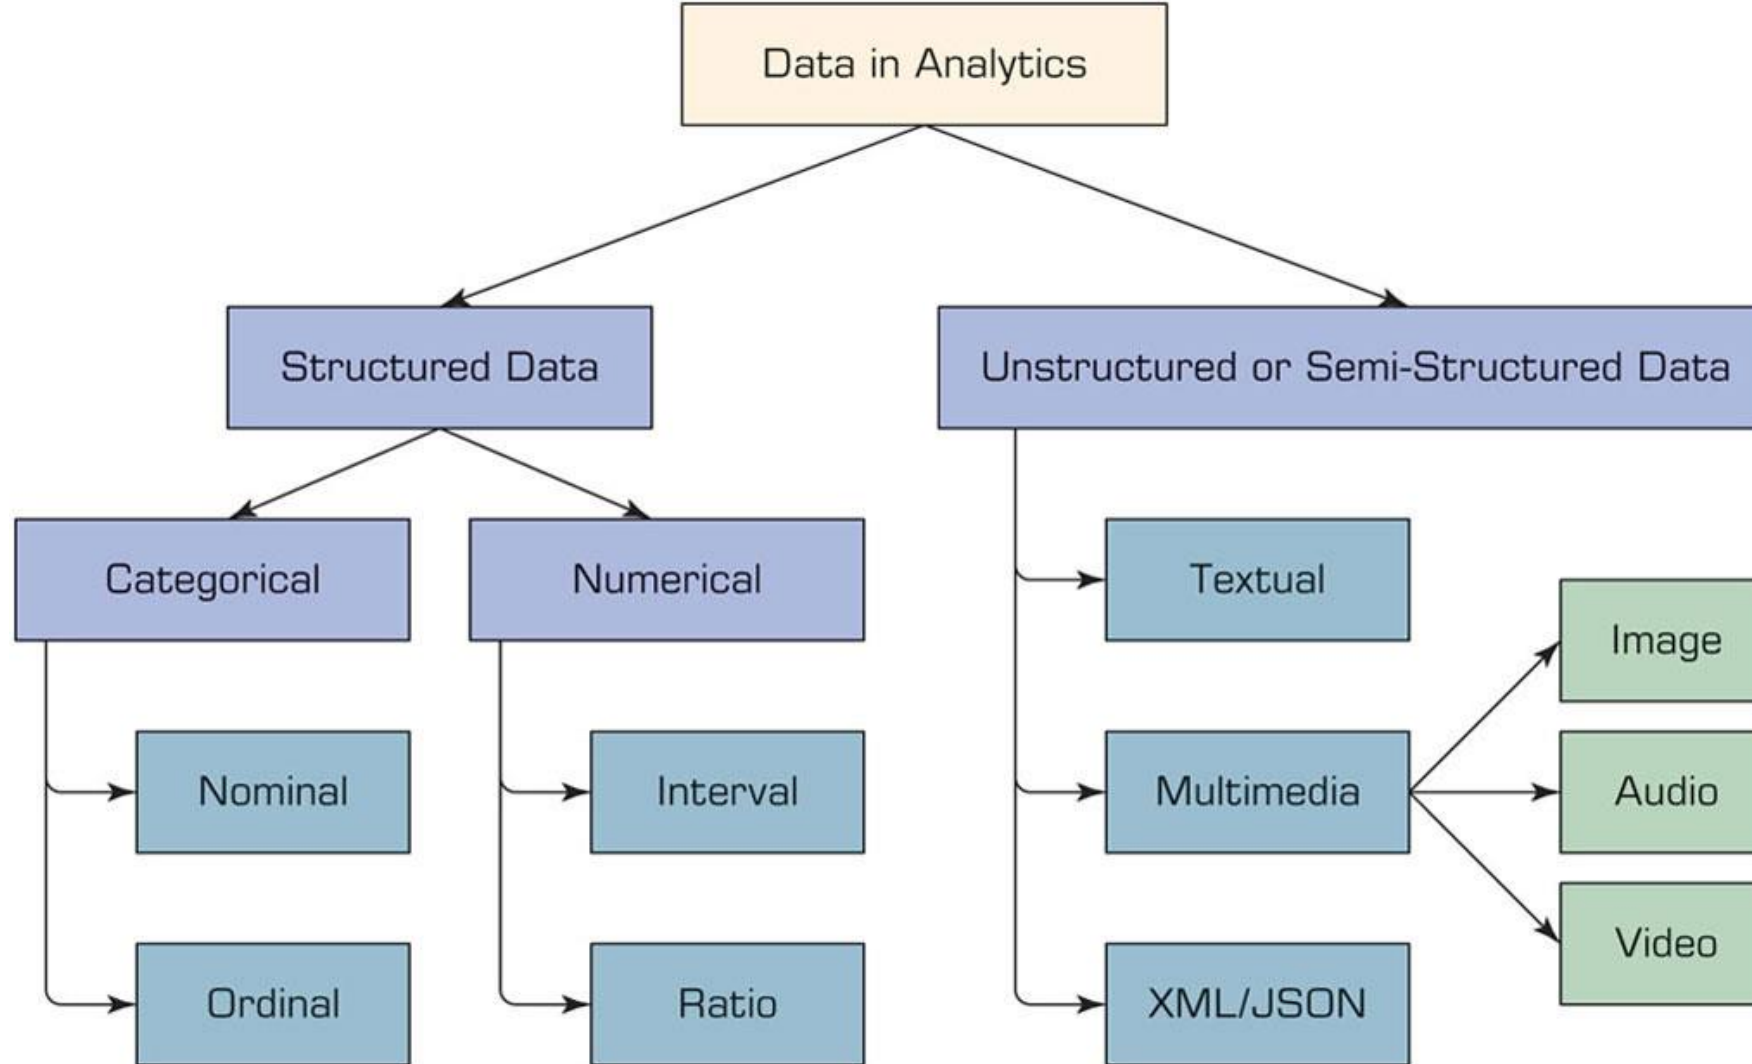 Data in Analytics
Structured Data
Unstructured or Semi-Structured Data
Categorical
Numerical
Textual
Image
Nominal
Interval
Multimedia
Audio
Video
Ordinal
Ratio
XML/JSON